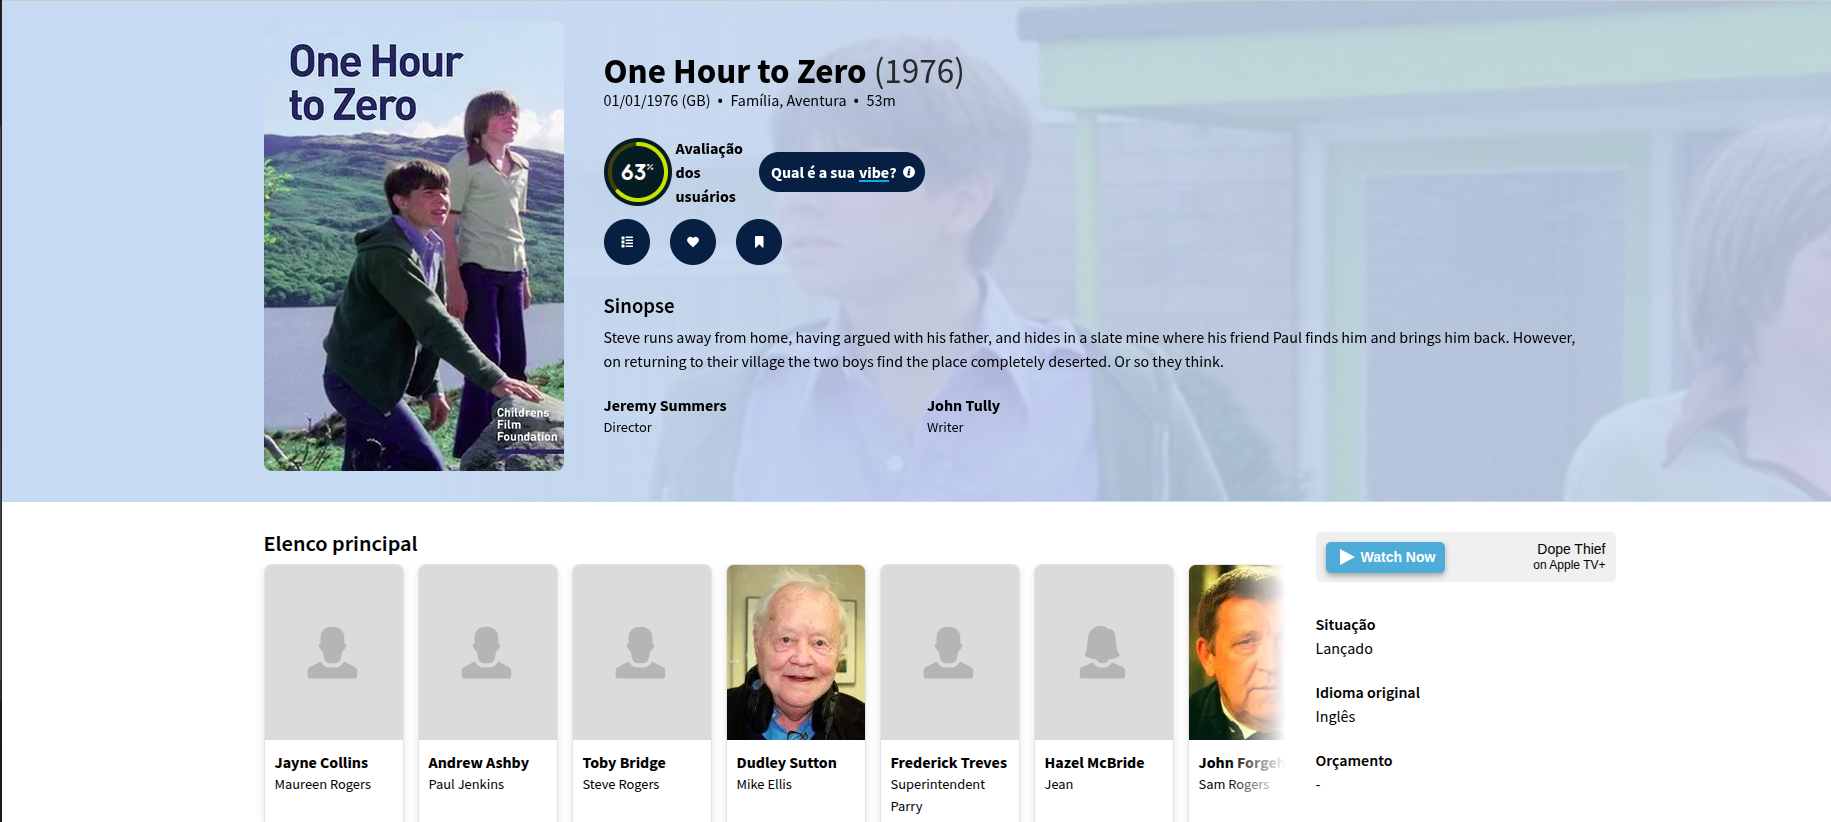 One Hour
to Zero
Childrens
Film
Foundation
One Hour to Zero (1976)
01/01/1976 (GB) • Família, Aventura • 53m
63%
Avaliação
dos
usuários
Qual é a sua vibe?
Sinopse
Steve runs away from home, having argued with his father, and hides in a slate mine where his friend Paul finds him and brings him back. However,
on returning to their village the two boys find the place completely deserted. Or so they think.
Jeremy Summers
Director
John Tully
Writer
Elenco principal
Jayne Collins
Maureen Rogers
Andrew Ashby
Paul Jenkins
Toby Bridge
Steve Rogers
Dudley Sutton
Mike Ellis
Frederick Treves
Superintendent
Parry
Hazel McBride
Jean
John Forgeh
Sam Rogers
Watch Now
Dope Thief
on Apple TV+
Situação
Lançado
Idioma original
Inglês
Orçamento
-